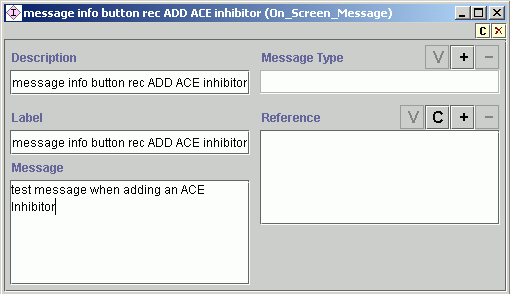 message info button rec ADD ACE inhibitor (On_Screen_Message)
C
Description
Message Type
V + −
message info button rec ADD ACE inhibitor
Label
Reference
V C + −
message info button rec ADD ACE inhibitor
Message
test message when adding an ACE
Inhibitor